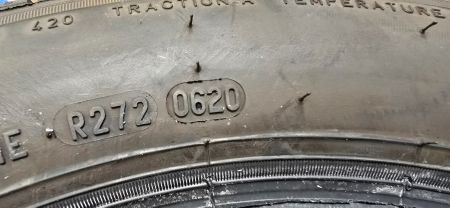 420 TRACTION A TEMPERATURE
R272 0620